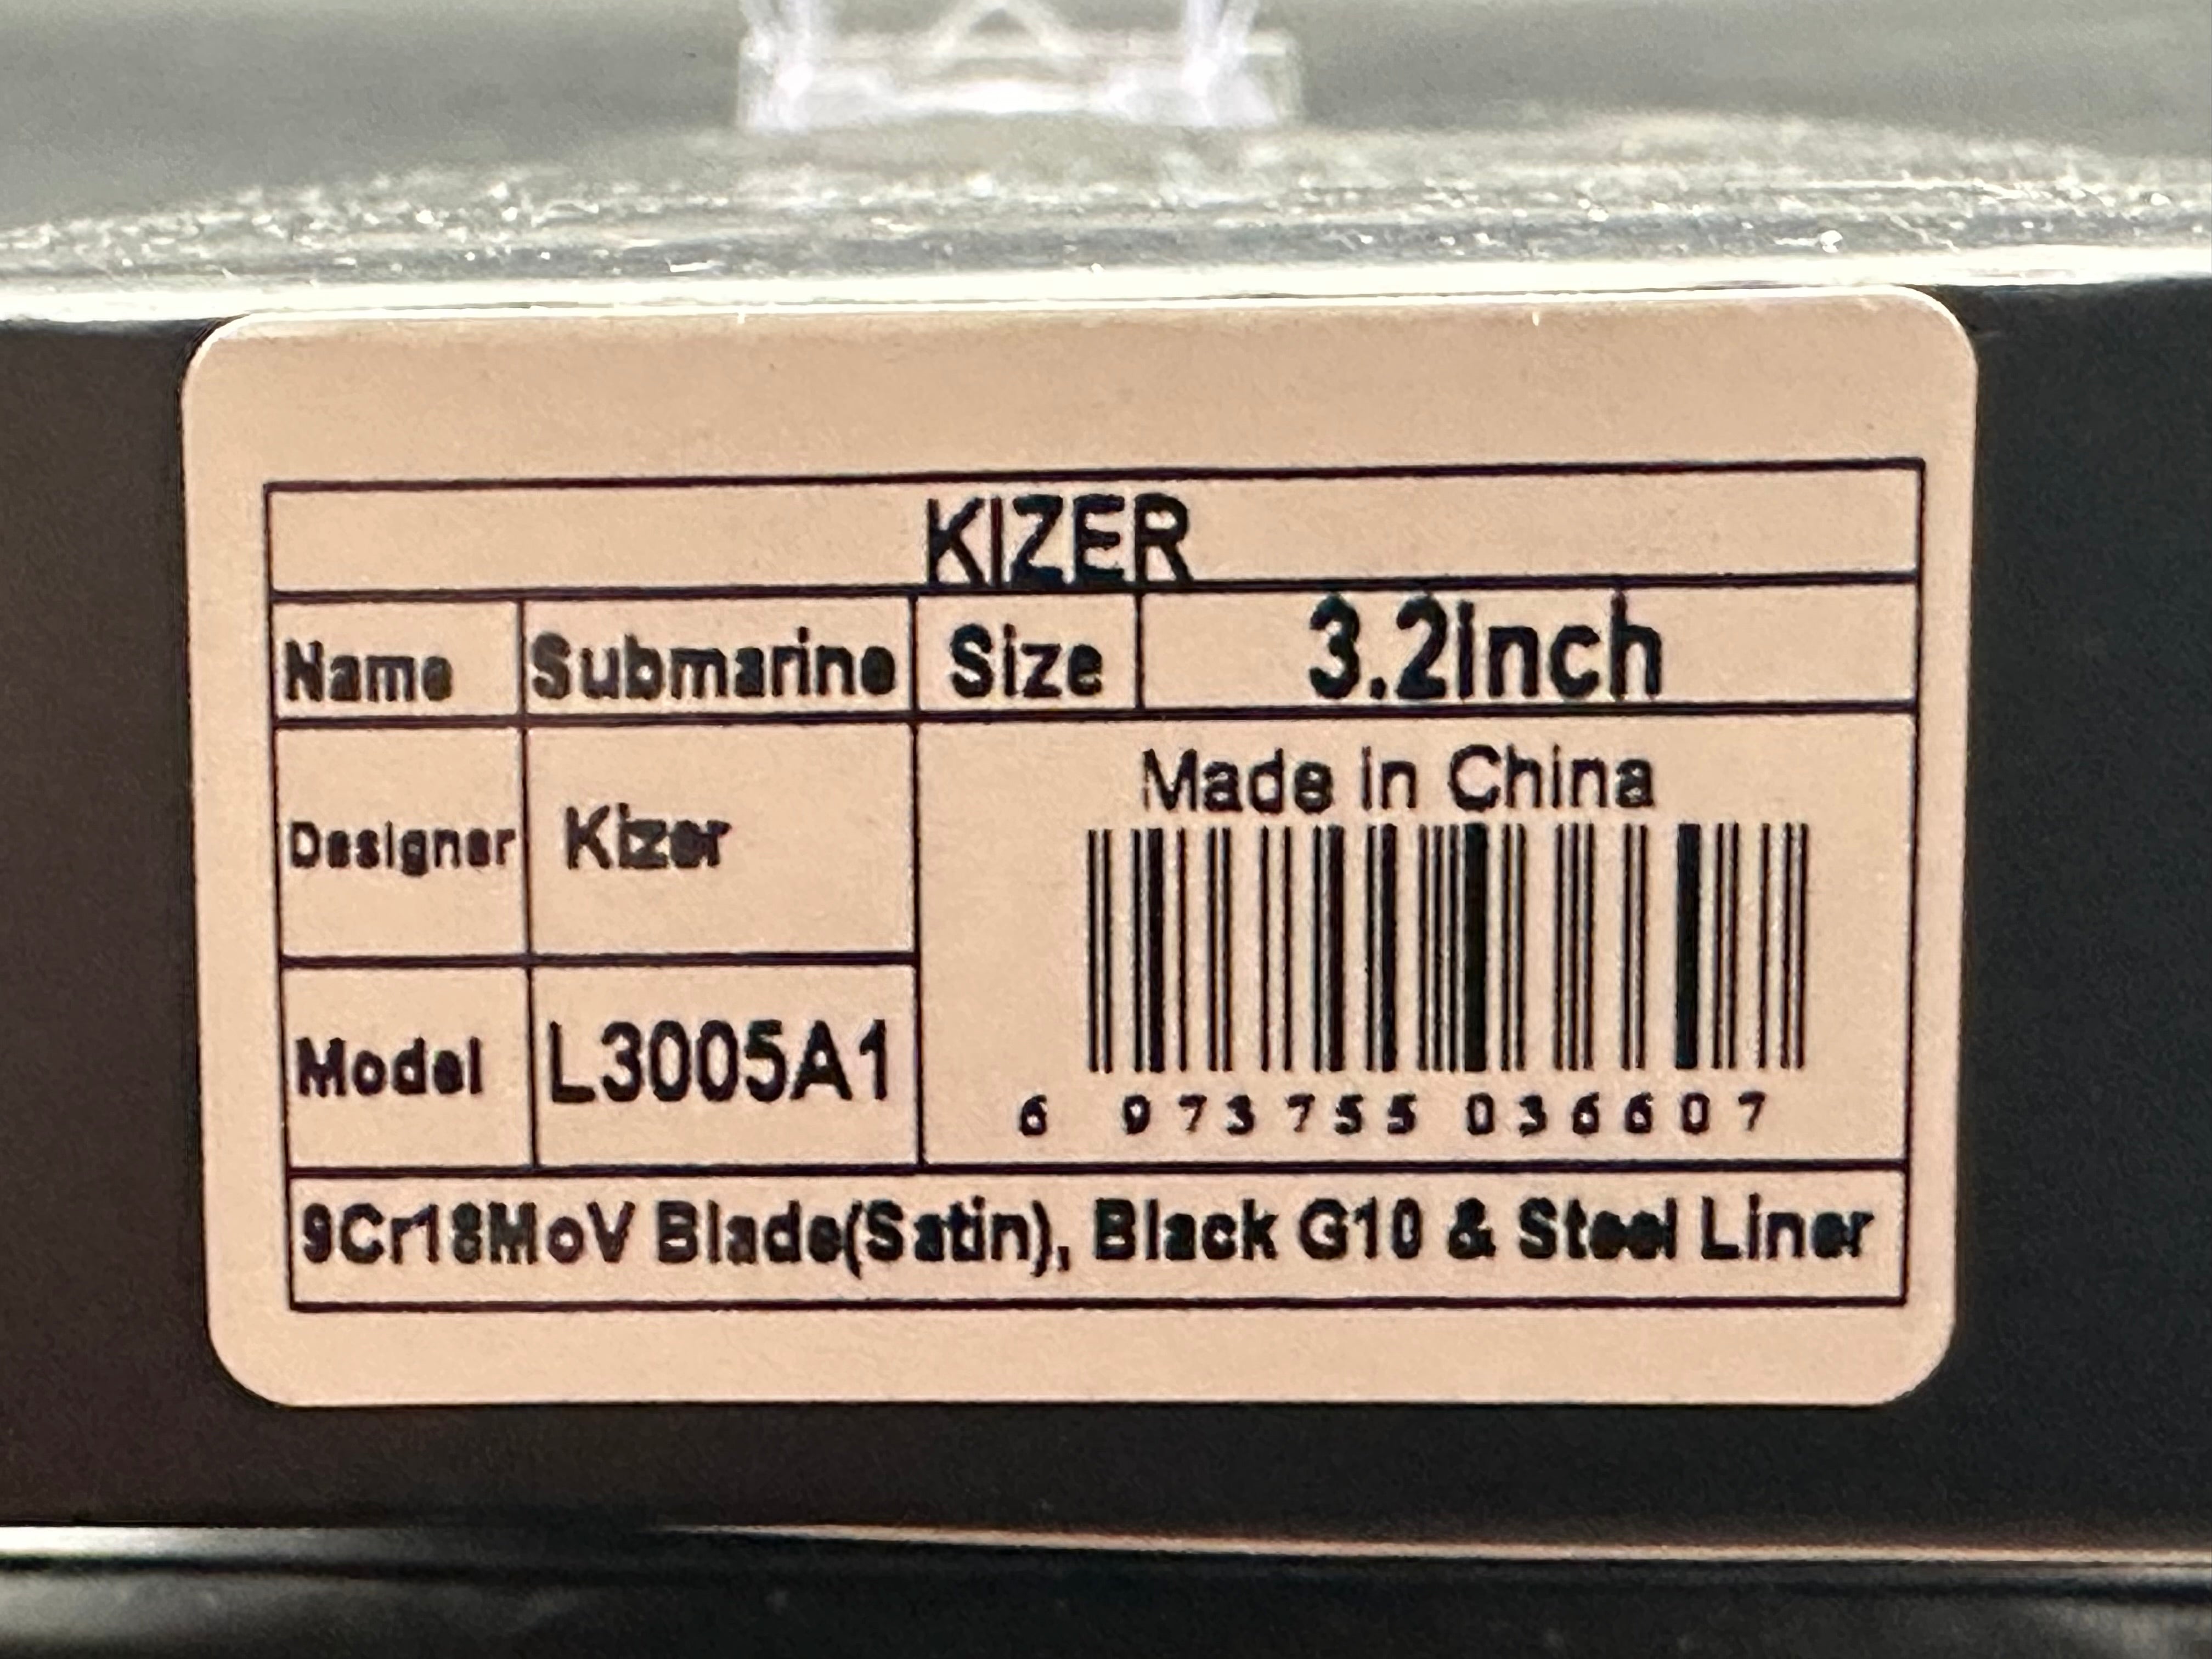 KIZER
Name Submarine Size 3.2inch
Made in China
Designer Kizer
Model L3005A1
6 973755 036607
9Cr18MoV Blade(Satin), Black G10 & Steel Liner